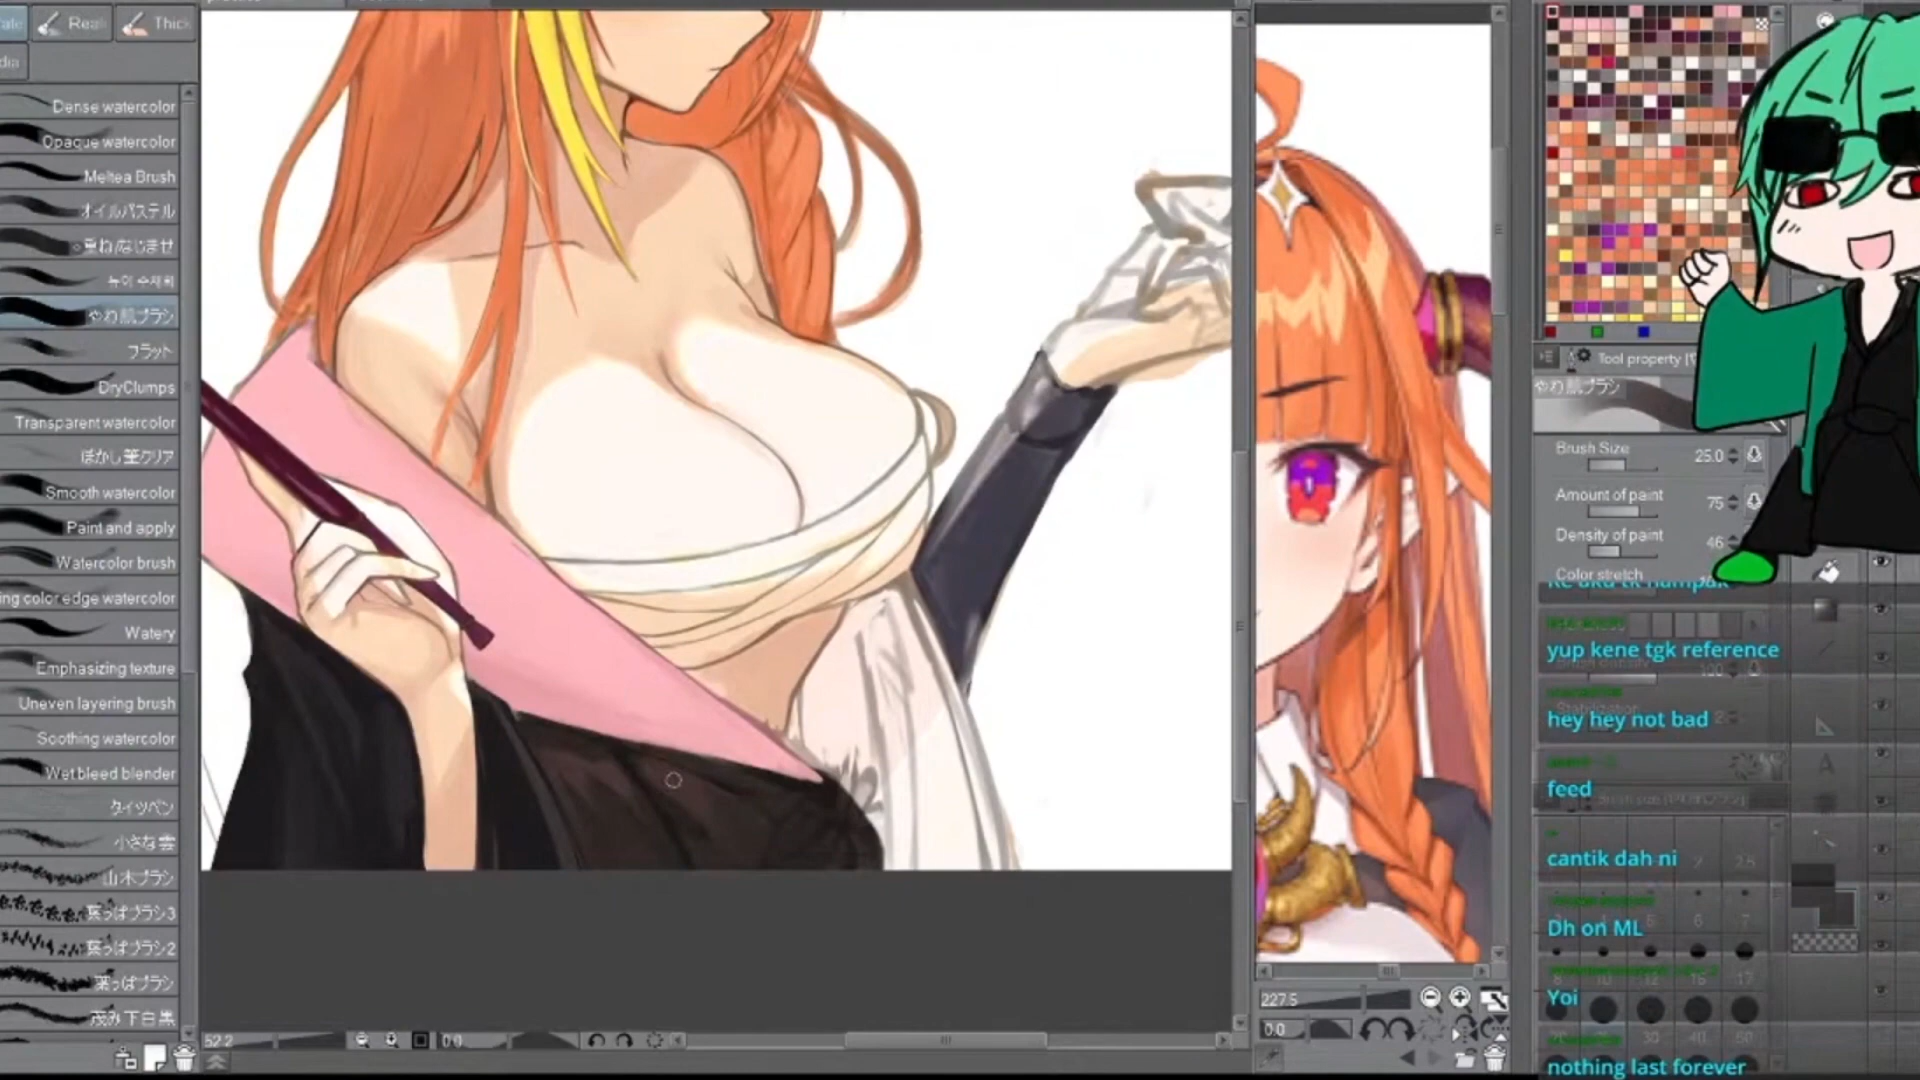 Real
Thick
Dense watercolor
Opaque watercolor
Meltea Brush
オイルパステル
やわ肌ブラシ
フラット
DryClumps
Transparent watercolor
ぼかし筆クリア
Smooth watercolor
Paint and apply
Watercolor brush
ing color edge watercolor
Watery
Emphasizing texture
Uneven layering brush
Soothing watercolor
Wet bleed blender
タイツペン
小さな雲
葉っぱブラシ3
葉っぱブラシ2
葉っぱブラシ
52.2
0.0
227.5
0.0
Tool property
やわ肌ブラシ
Brush Size
25.0
Amount of paint
75
Density of paint
46
Color stretch
yup kene tgk reference
100
hey hey not bad
feed
cantik dah ni
Dh on ML
Yoi
nothing last forever